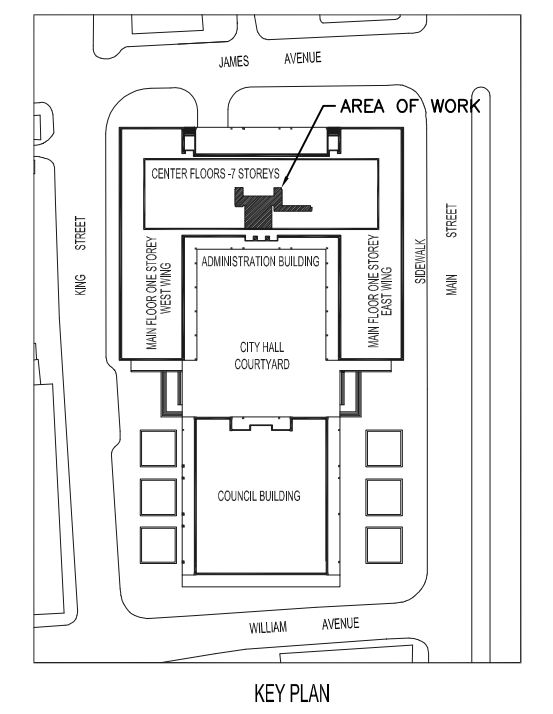 JAMES AVENUE
AREA OF WORK
CENTER FLOORS -7 STOREYS
KING STREET
MAIN FLOOR ONE STOREY
WEST WING
ADMINISTRATION BUILDING
MAIN FLOOR ONE STOREY
EAST WING
SIDEWALK
MAIN STREET
CITY HALL
COURTYARD
COUNCIL BUILDING
WILLIAM AVENUE
KEY PLAN